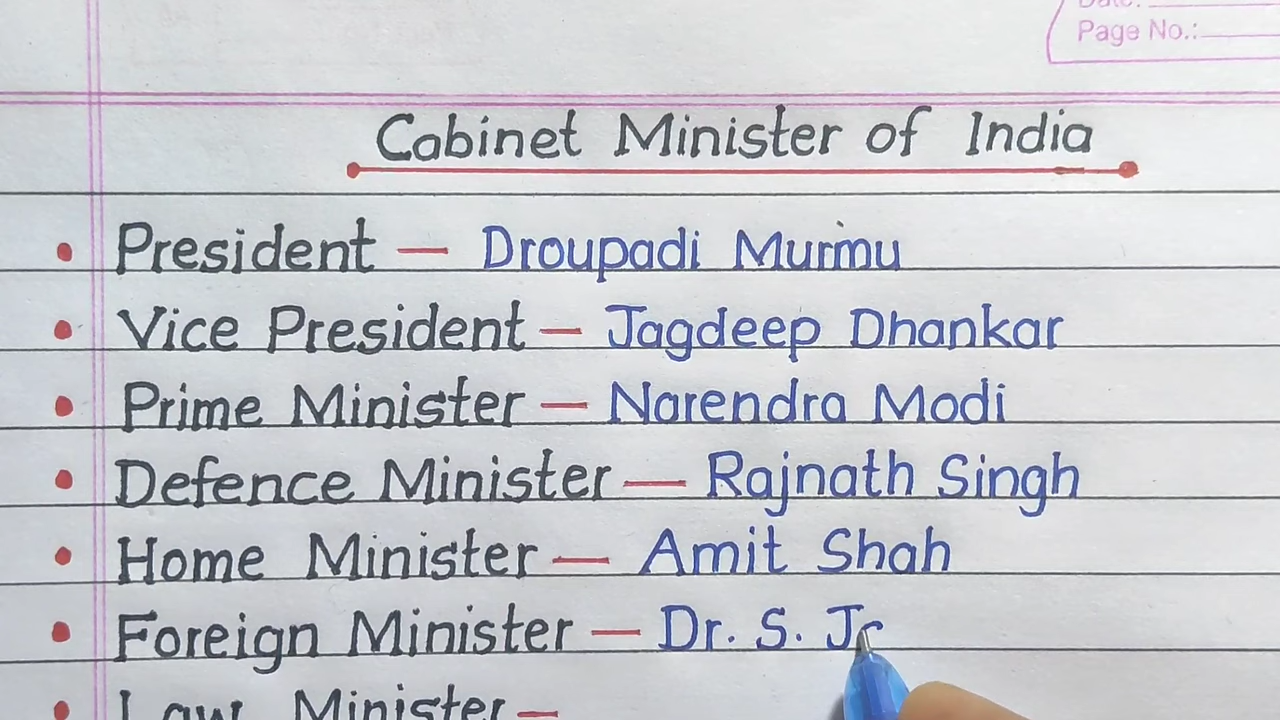 Date:
Page No.:
Cabinet Minister of India
• President — Droupadi Murmu
• Vice President — Jagdeep Dhankar
• Prime Minister — Narendra Modi
• Defence Minister — Rajnath Singh
• Home Minister — Amit Shah
• Foreign Minister — Dr. S.
• Law Minister —